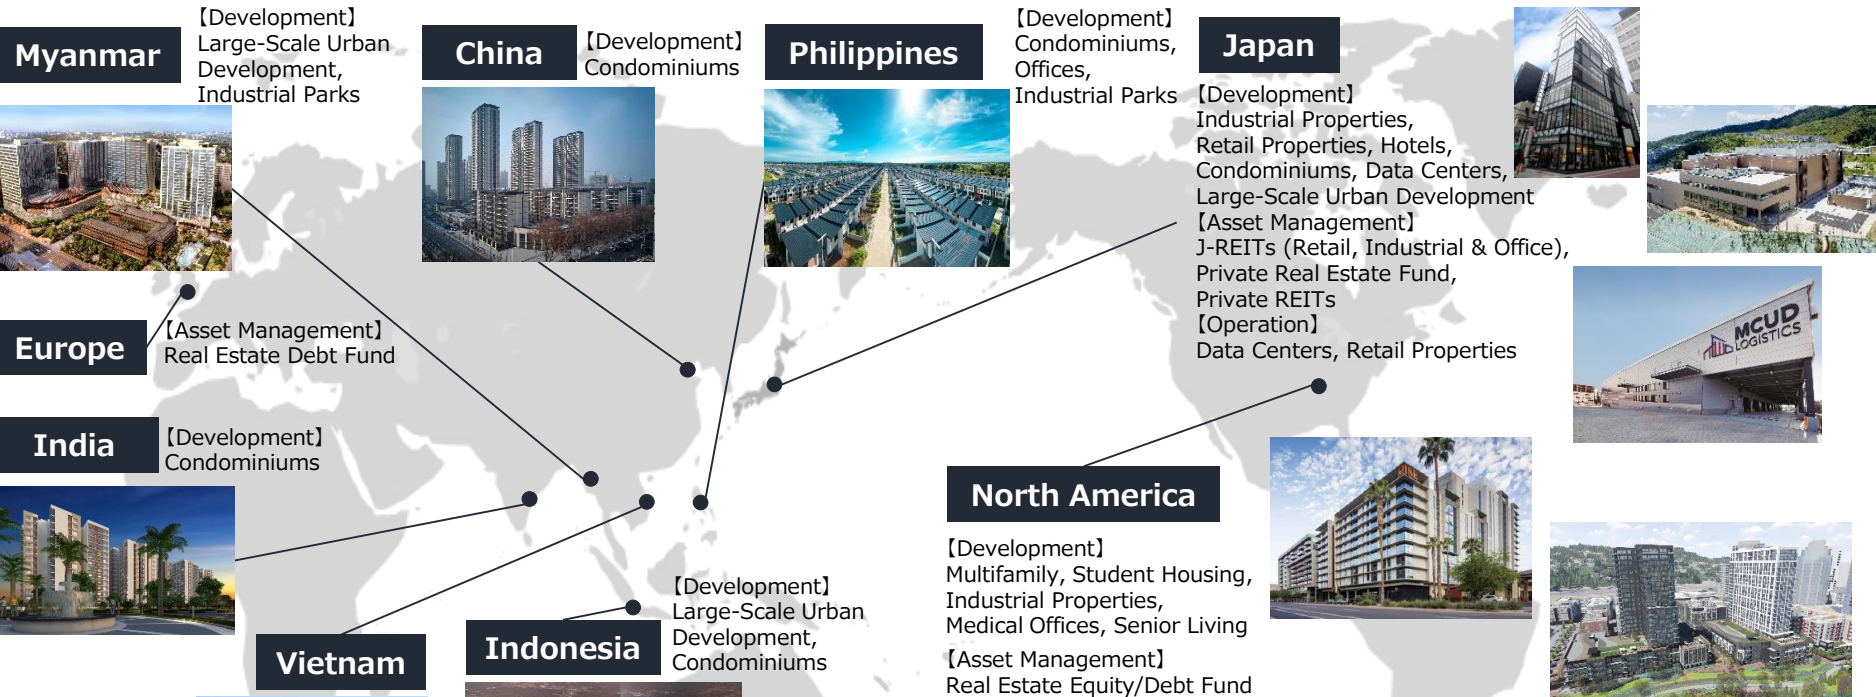 Myanmar
【Development】
Large-Scale Urban
Development,
Industrial Parks
China
【Development】
Condominiums
Philippines
【Development】
Condominiums,
Offices,
Industrial Parks
Japan
【Development】
Industrial Properties,
Retail Properties, Hotels,
Condominiums, Data Centers,
Large-Scale Urban Development
【Asset Management】
J-REITs (Retail, Industrial & Office),
Private Real Estate Fund,
Private REITs
【Operation】
Data Centers, Retail Properties
MCUD
LOGISTICS
Europe
【Asset Management】
Real Estate Debt Fund
India
【Development】
Condominiums
North America
【Development】
Multifamily, Student Housing,
Industrial Properties,
Medical Offices, Senior Living
【Asset Management】
Real Estate Equity/Debt Fund
Vietnam
Indonesia
【Development】
Large-Scale Urban
Development,
Condominiums